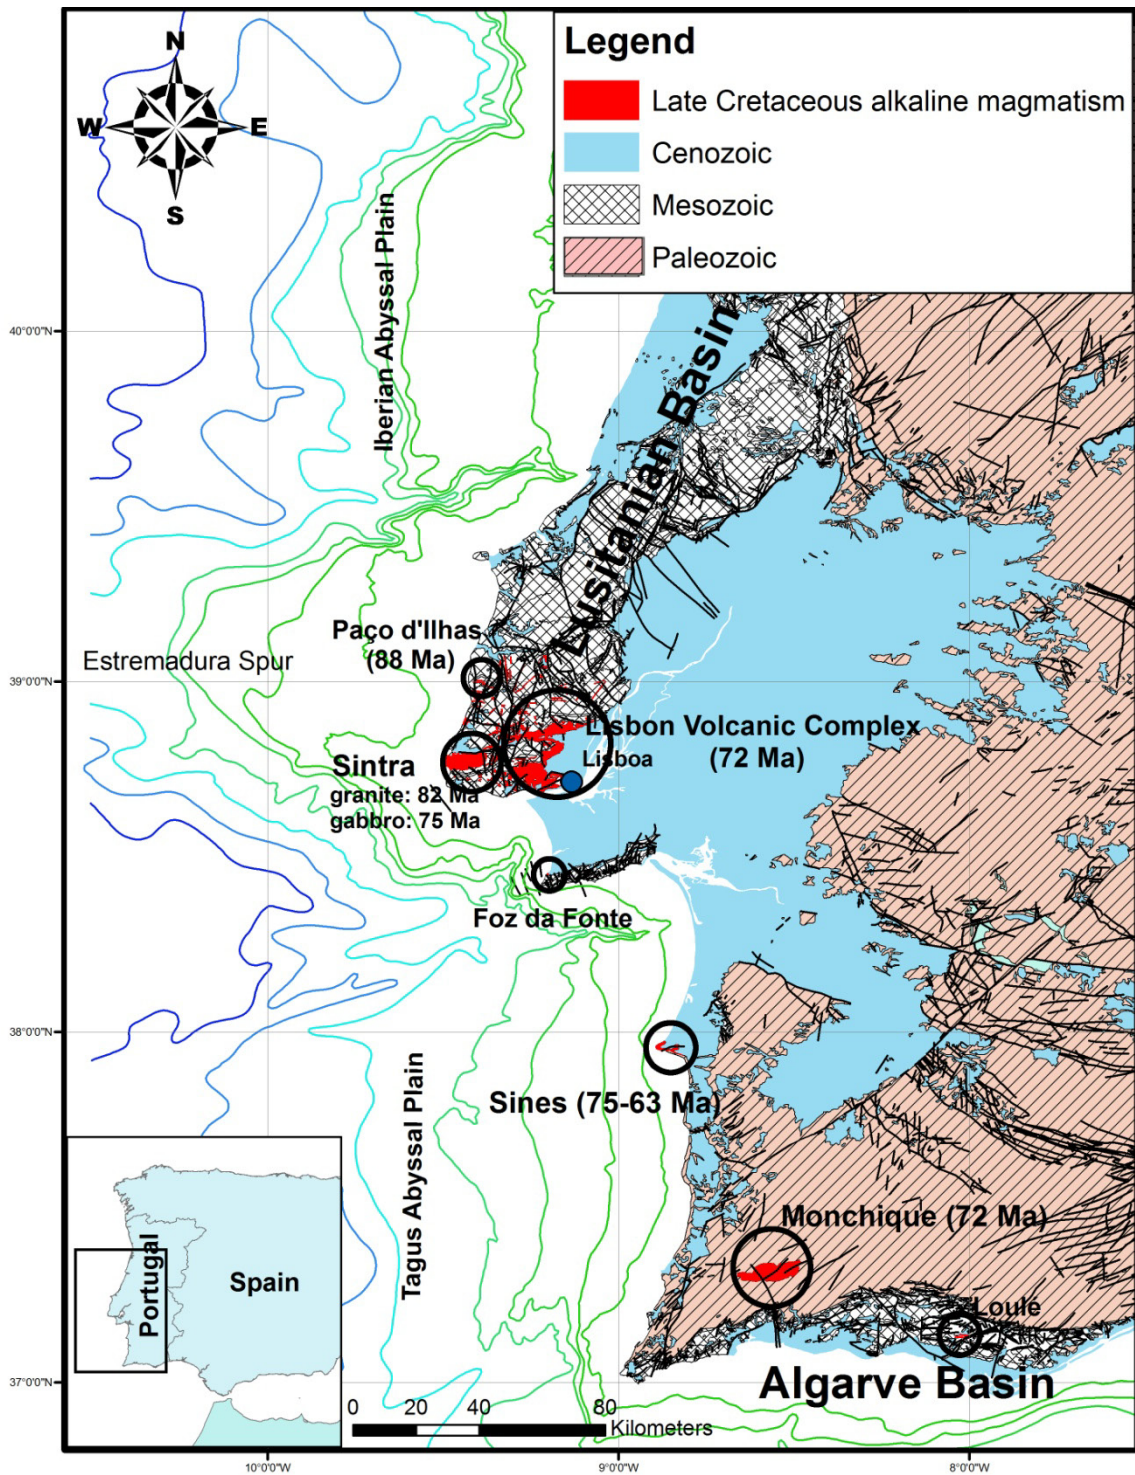 N
W
E
S
Legend
Late Cretaceous alkaline magmatism
Cenozoic
Mesozoic
Paleozoic
Iberian Abyssal Plain
40°0'0"N
Lusitanian Basin
Paço d'Ilhas
(88 Ma)
Estremadura Spur
39°0'0"N
Lisbon Volcanic Complex
(72 Ma)
Lisboa
Sintra
granite: 82 Ma
gabbro: 75 Ma
Foz da Fonte
38°0'0"N
Sines (75-63 Ma)
Tagus Abyssal Plain
Monchique (72 Ma)
Loulé
Algarve Basin
37°0'0"N
Portugal
Spain
0 20 40 80
Kilometers
10°0'0"W
9°0'0"W
8°0'0"W